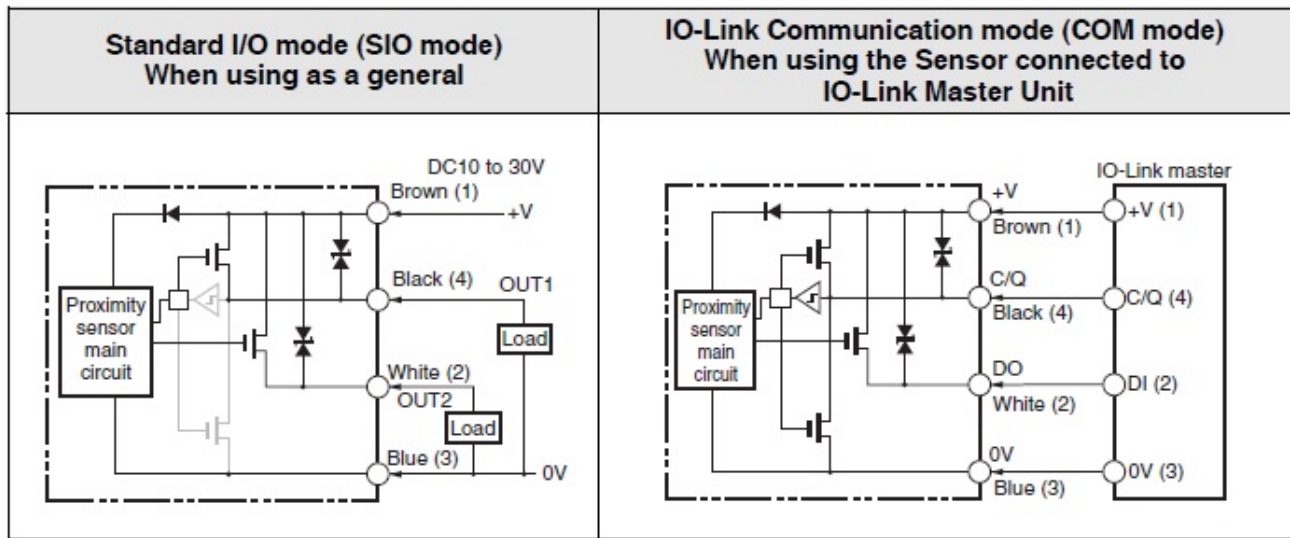 Standard I/O mode (SIO mode)
When using as a general
IO-Link Communication mode (COM mode)
When using the Sensor connected to
IO-Link Master Unit
DC10 to 30V
Brown (1)
+V
Black (4)
OUT1
Proximity
sensor
main
circuit
Load
White (2)
OUT2
Load
Blue (3)
0V
IO-Link master
+V
+V (1)
Brown (1)
C/Q
C/Q (4)
Black (4)
Proximity
sensor
main
circuit
DO
DI (2)
White (2)
0V
0V (3)
Blue (3)